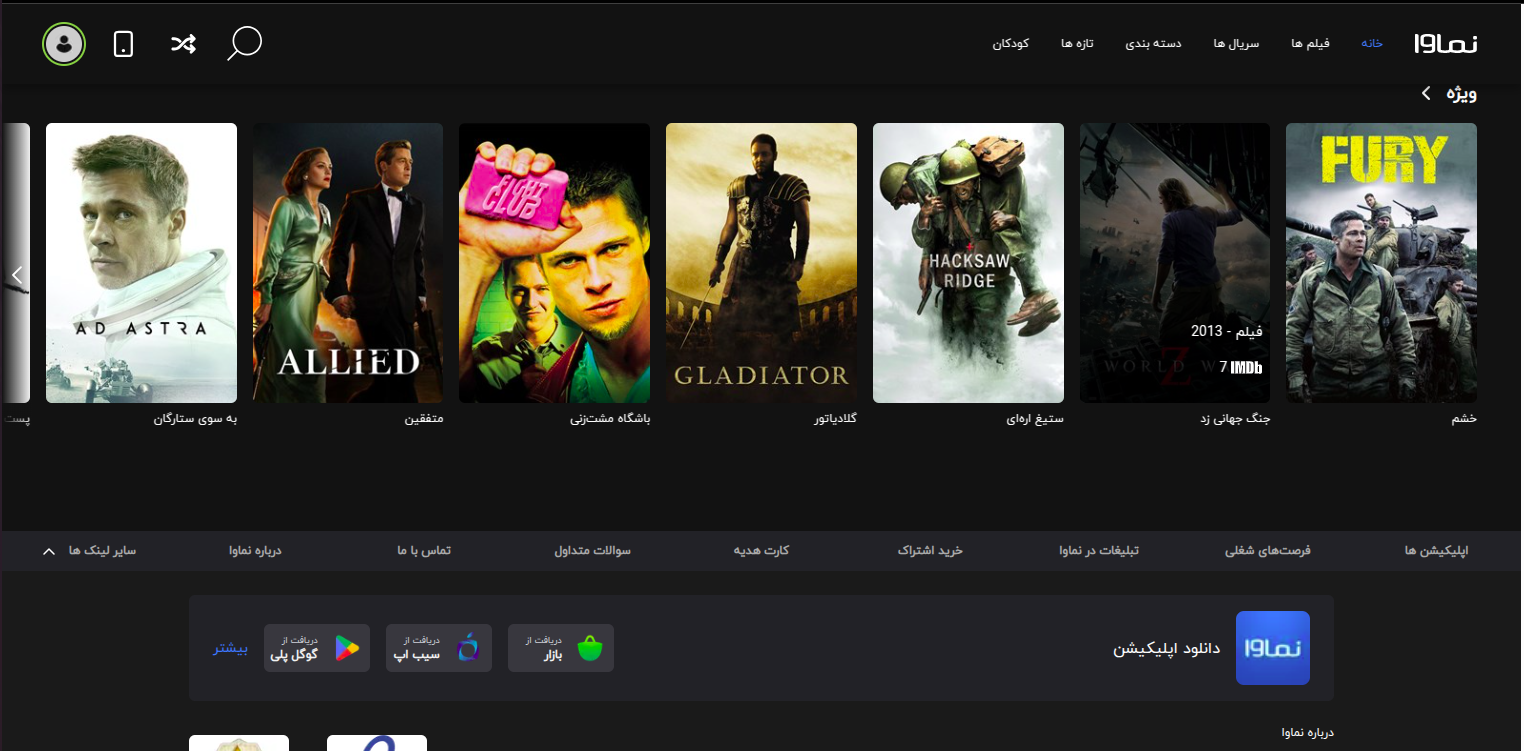 نماوا
خانه
فیلم ها
سریال ها
دسته بندی
تازه ها
کودکان
ویژه
FURY
خشم
فیلم - 2013
7 IMDb
WORLD W Z
جنگ جهانی زد
HACKSAW
RIDGE
ستیغ اره‌ای
GLADIATOR
گلادیاتور
FIGHT
CLUB
باشگاه مشت‌زنی
ALLIED
متفقین
AD ASTRA
به سوی ستارگان
پست
اپلیکیشن ها
فرصت‌های شغلی
تبلیغات در نماوا
خرید اشتراک
کارت هدیه
سوالات متداول
تماس با ما
درباره نماوا
سایر لینک ها
نماوا
دانلود اپلیکیشن
دریافت از
بازار
دریافت از
سیب اپ
دریافت از
گوگل پلی
بیشتر
درباره نماوا